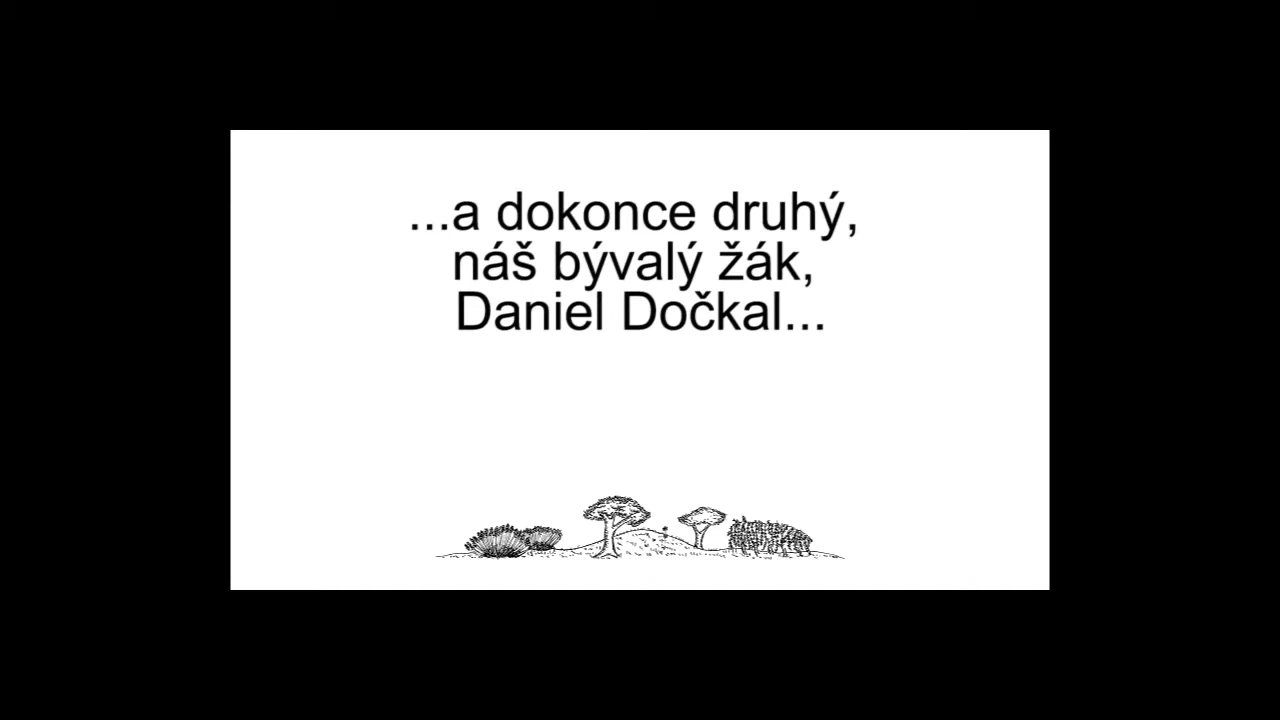 ...a dokonce druhý,
náš bývalý žák,
Daniel Dočkal...